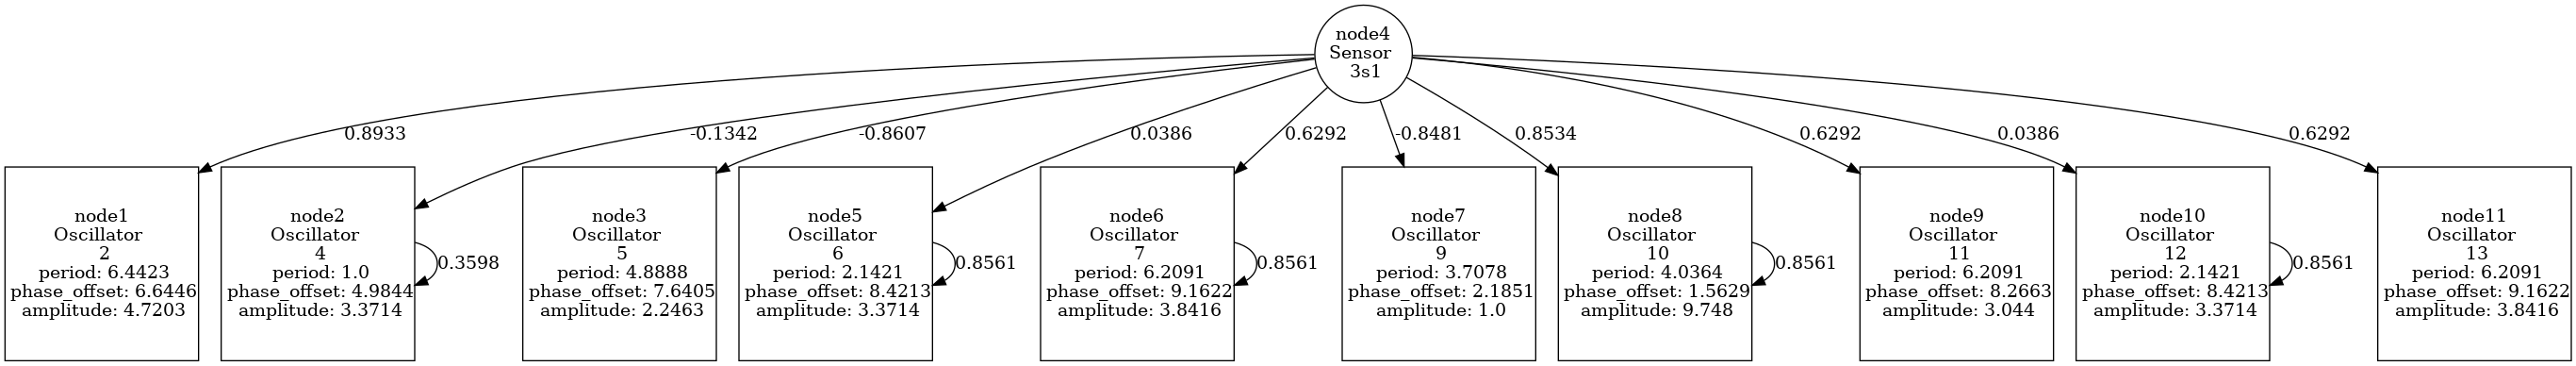 node4
Sensor
3s1
0.8933
-0.1342
-0.8607
0.0386
0.6292
-0.8481
0.8534
0.6292
0.0386
0.6292
node1
Oscillator
2
period: 6.4423
phase_offset: 6.6446
amplitude: 4.7203
node2
Oscillator
4
period: 1.0
phase_offset: 4.9844
amplitude: 3.3714
0.3598
node3
Oscillator
5
period: 4.8888
phase_offset: 7.6405
amplitude: 2.2463
node5
Oscillator
6
period: 2.1421
phase_offset: 8.4213
amplitude: 3.3714
0.8561
node6
Oscillator
7
period: 6.2091
phase_offset: 9.1622
amplitude: 3.8416
0.8561
node7
Oscillator
9
period: 3.7078
phase_offset: 2.1851
amplitude: 1.0
node8
Oscillator
10
period: 4.0364
phase_offset: 1.5629
amplitude: 9.748
0.8561
node9
Oscillator
11
period: 6.2091
phase_offset: 8.2663
amplitude: 3.044
node10
Oscillator
12
period: 2.1421
phase_offset: 8.4213
amplitude: 3.3714
0.8561
node11
Oscillator
13
period: 6.2091
phase_offset: 9.1622
amplitude: 3.8416